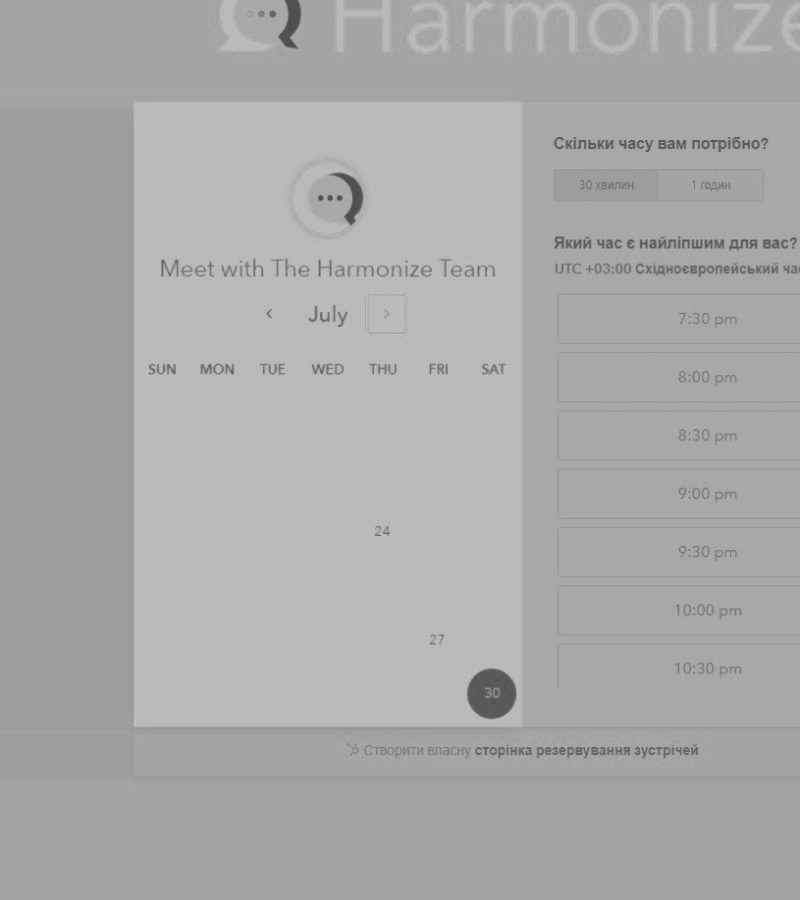 Harmonize
Meet with The Harmonize Team
‹ July ›
SUN MON TUE WED THU FRI SAT
24
27
30
Скільки часу вам потрібно?
30 хвилин 1 годин
Який час є найліпшим для вас?
UTC +03:00 Східноєвропейський
7:30 pm
8:00 pm
8:30 pm
9:00 pm
9:30 pm
10:00 pm
10:30 pm
Створити власну сторінка резервування зустрічей